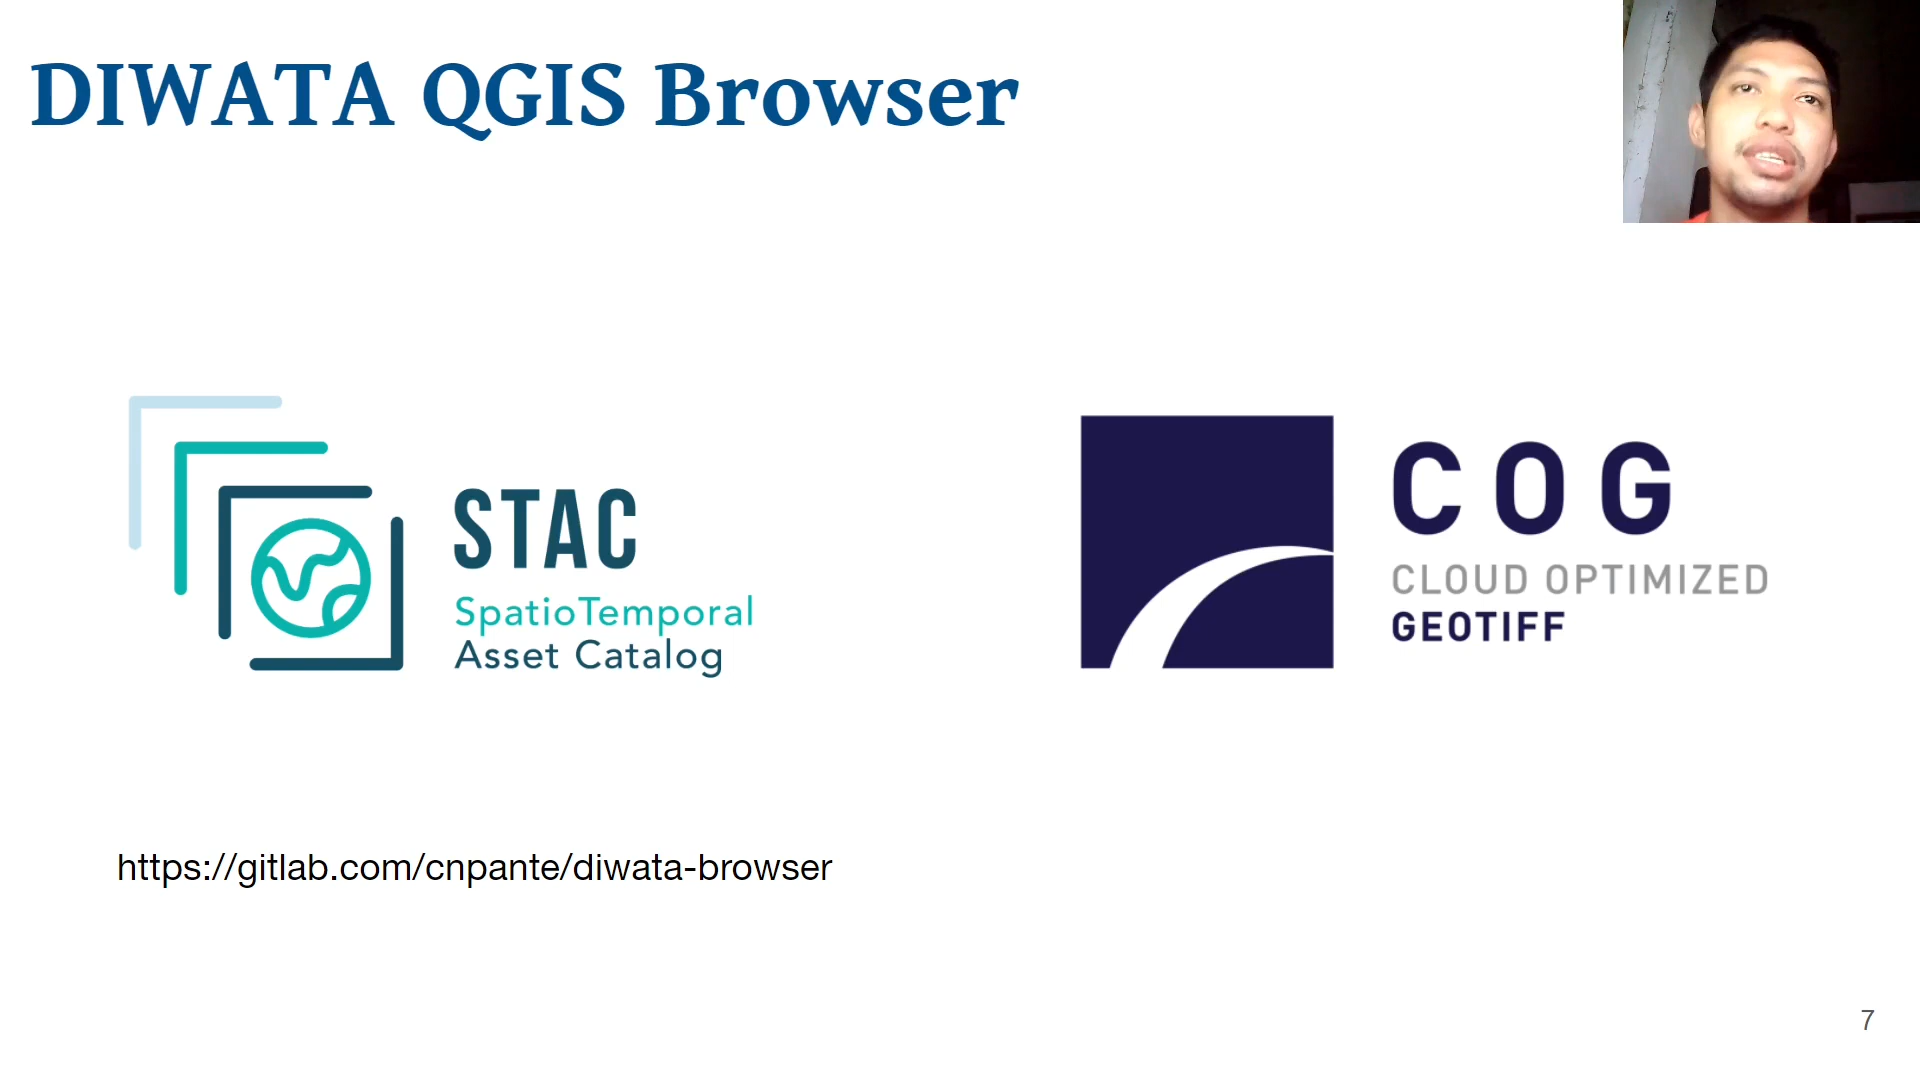 DIWATA QGIS Browser
STAC
SpatioTemporal
Asset Catalog
COG
CLOUD OPTIMIZED
GEOTIFF
https://gitlab.com/cnpante/diwata-browser
7